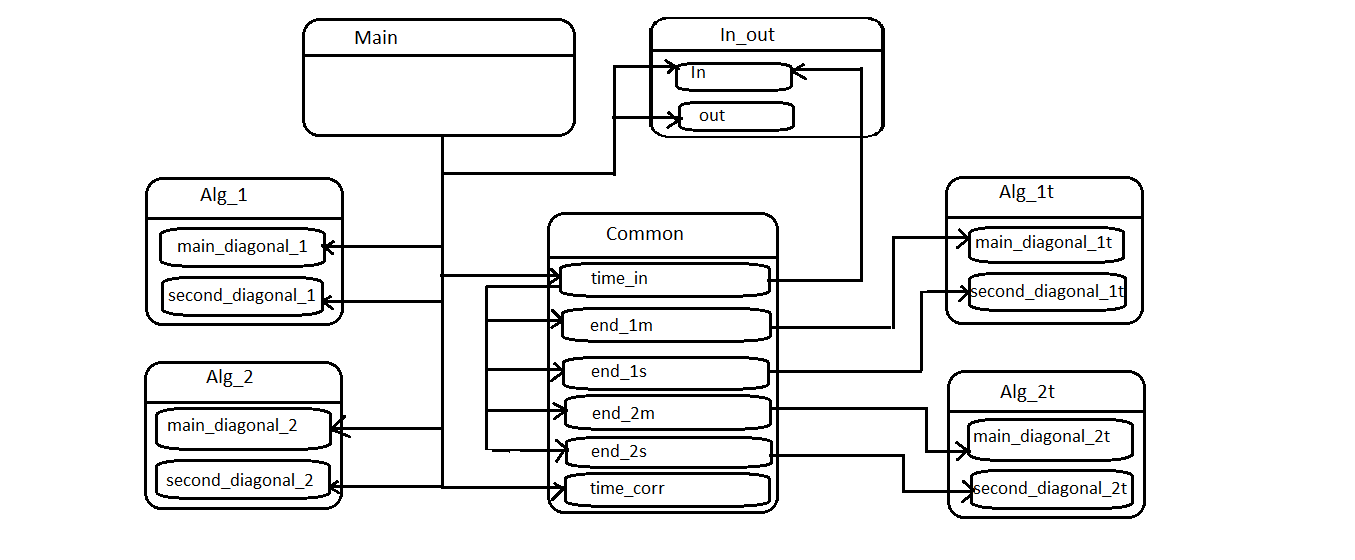 Main
In_out
In
out
Alg_1
main_diagonal_1
second_diagonal_1
Alg_2
main_diagonal_2
second_diagonal_2
Common
time_in
end_1m
end_1s
end_2m
end_2s
time_corr
Alg_1t
main_diagonal_1t
second_diagonal_1t
Alg_2t
main_diagonal_2t
second_diagonal_2t